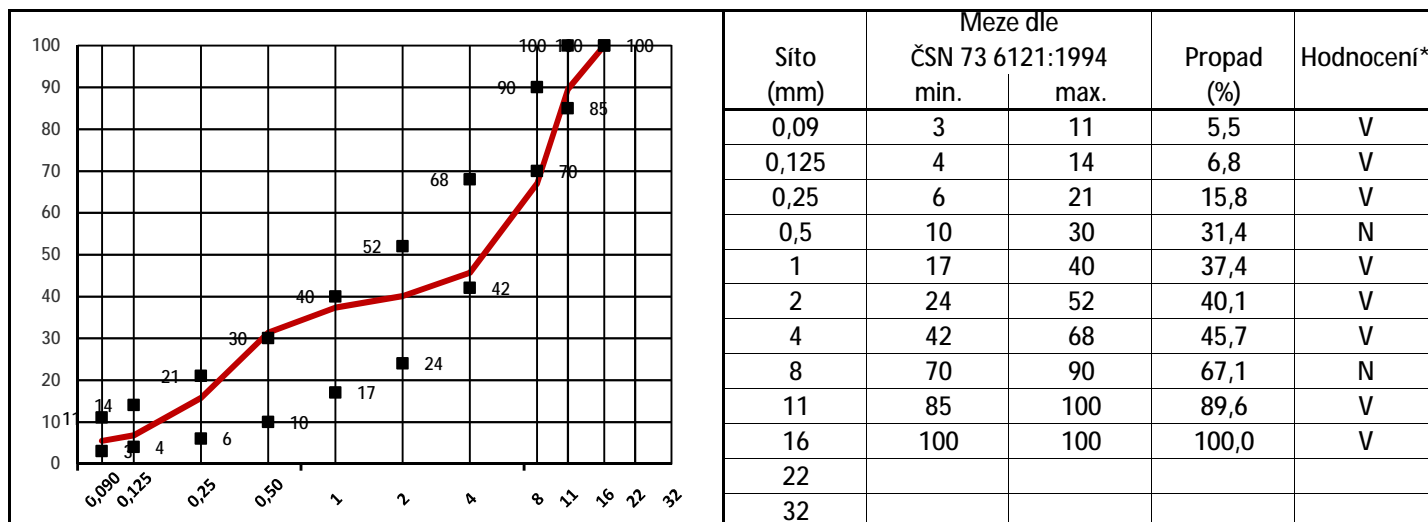 100
90
80
70
60
50
40
30
20
10
0
11
14
21
30
40
52
68
90
100
100
100
3
4
6
10
17
24
42
70
85
0,090 0,125 0,25 0,50 1 2 4 8 11 16 22 32
Meze dle
Síto ČSN 73 6121:1994 Propad Hodnocení*
(mm) min. max. (%)
0,09 3 11 5,5 V
0,125 4 14 6,8 V
0,25 6 21 15,8 V
0,5 10 30 31,4 N
1 17 40 37,4 V
2 24 52 40,1 V
4 42 68 45,7 V
8 70 90 67,1 N
11 85 100 89,6 V
16 100 100 100,0 V
22
32